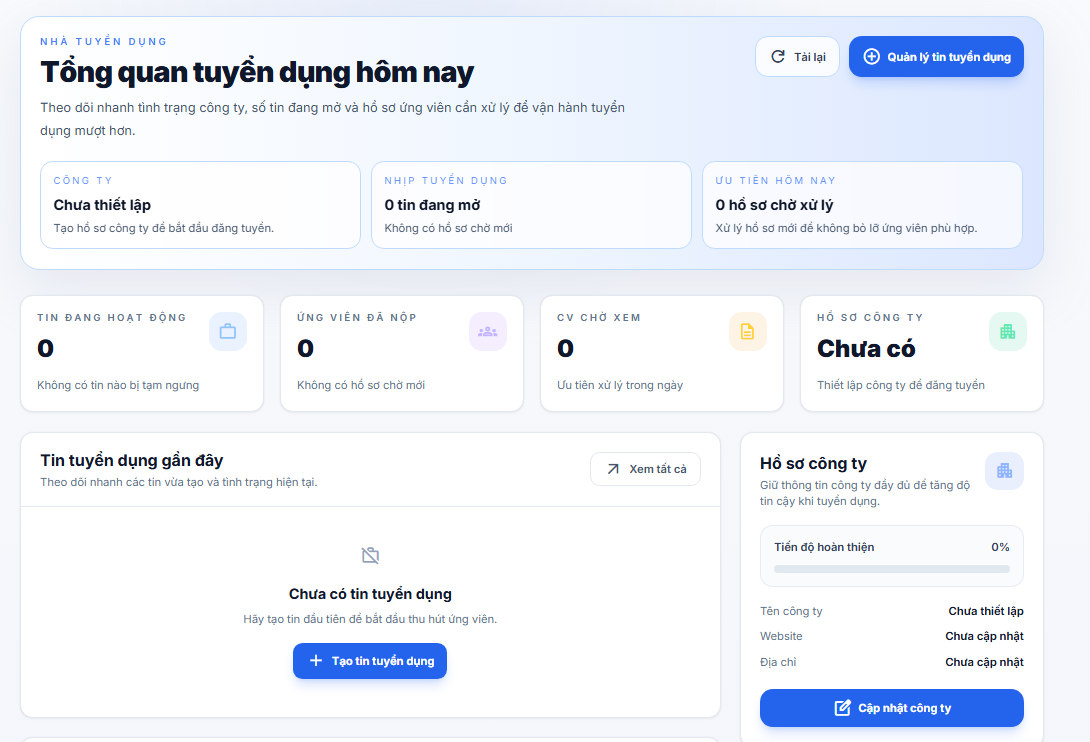 NHÀ TUYỂN DỤNG
Tổng quan tuyển dụng hôm nay
Theo dõi nhanh tình trạng công ty, số tin đang mở và hồ sơ ứng viên cần xử lý để vận hành tuyển
dụng mượt hơn.
Tải lại
Quản lý tin tuyển dụng
CÔNG TY
Chưa thiết lập
Tạo hồ sơ công ty để bắt đầu đăng tuyển.
NHỊP TUYỂN DỤNG
0 tin đang mở
Không có hồ sơ chờ mới
ƯU TIÊN HÔM NAY
0 hồ sơ chờ xử lý
Xử lý hồ sơ mới để không bỏ lỡ ứng viên phù hợp.
TIN ĐANG HOẠT ĐỘNG
0
Không có tin nào bị tạm ngưng
ỨNG VIÊN ĐÃ NỘP
0
Không có hồ sơ chờ mới
CV CHỜ XEM
0
Ưu tiên xử lý trong ngày
HỒ SƠ CÔNG TY
Chưa có
Thiết lập công ty để đăng tuyển
Tin tuyển dụng gần đây
Theo dõi nhanh các tin vừa tạo và tình trạng hiện tại.
Xem tất cả
Chưa có tin tuyển dụng
Hãy tạo tin đầu tiên để bắt đầu thu hút ứng viên.
Tạo tin tuyển dụng
Hồ sơ công ty
Giữ thông tin công ty đầy đủ để tăng độ
tin cậy khi tuyển dụng.
Tiến độ hoàn thiện 0%
Tên công ty Chưa thiết lập
Website Chưa cập nhật
Địa chỉ Chưa cập nhật
Cập nhật công ty